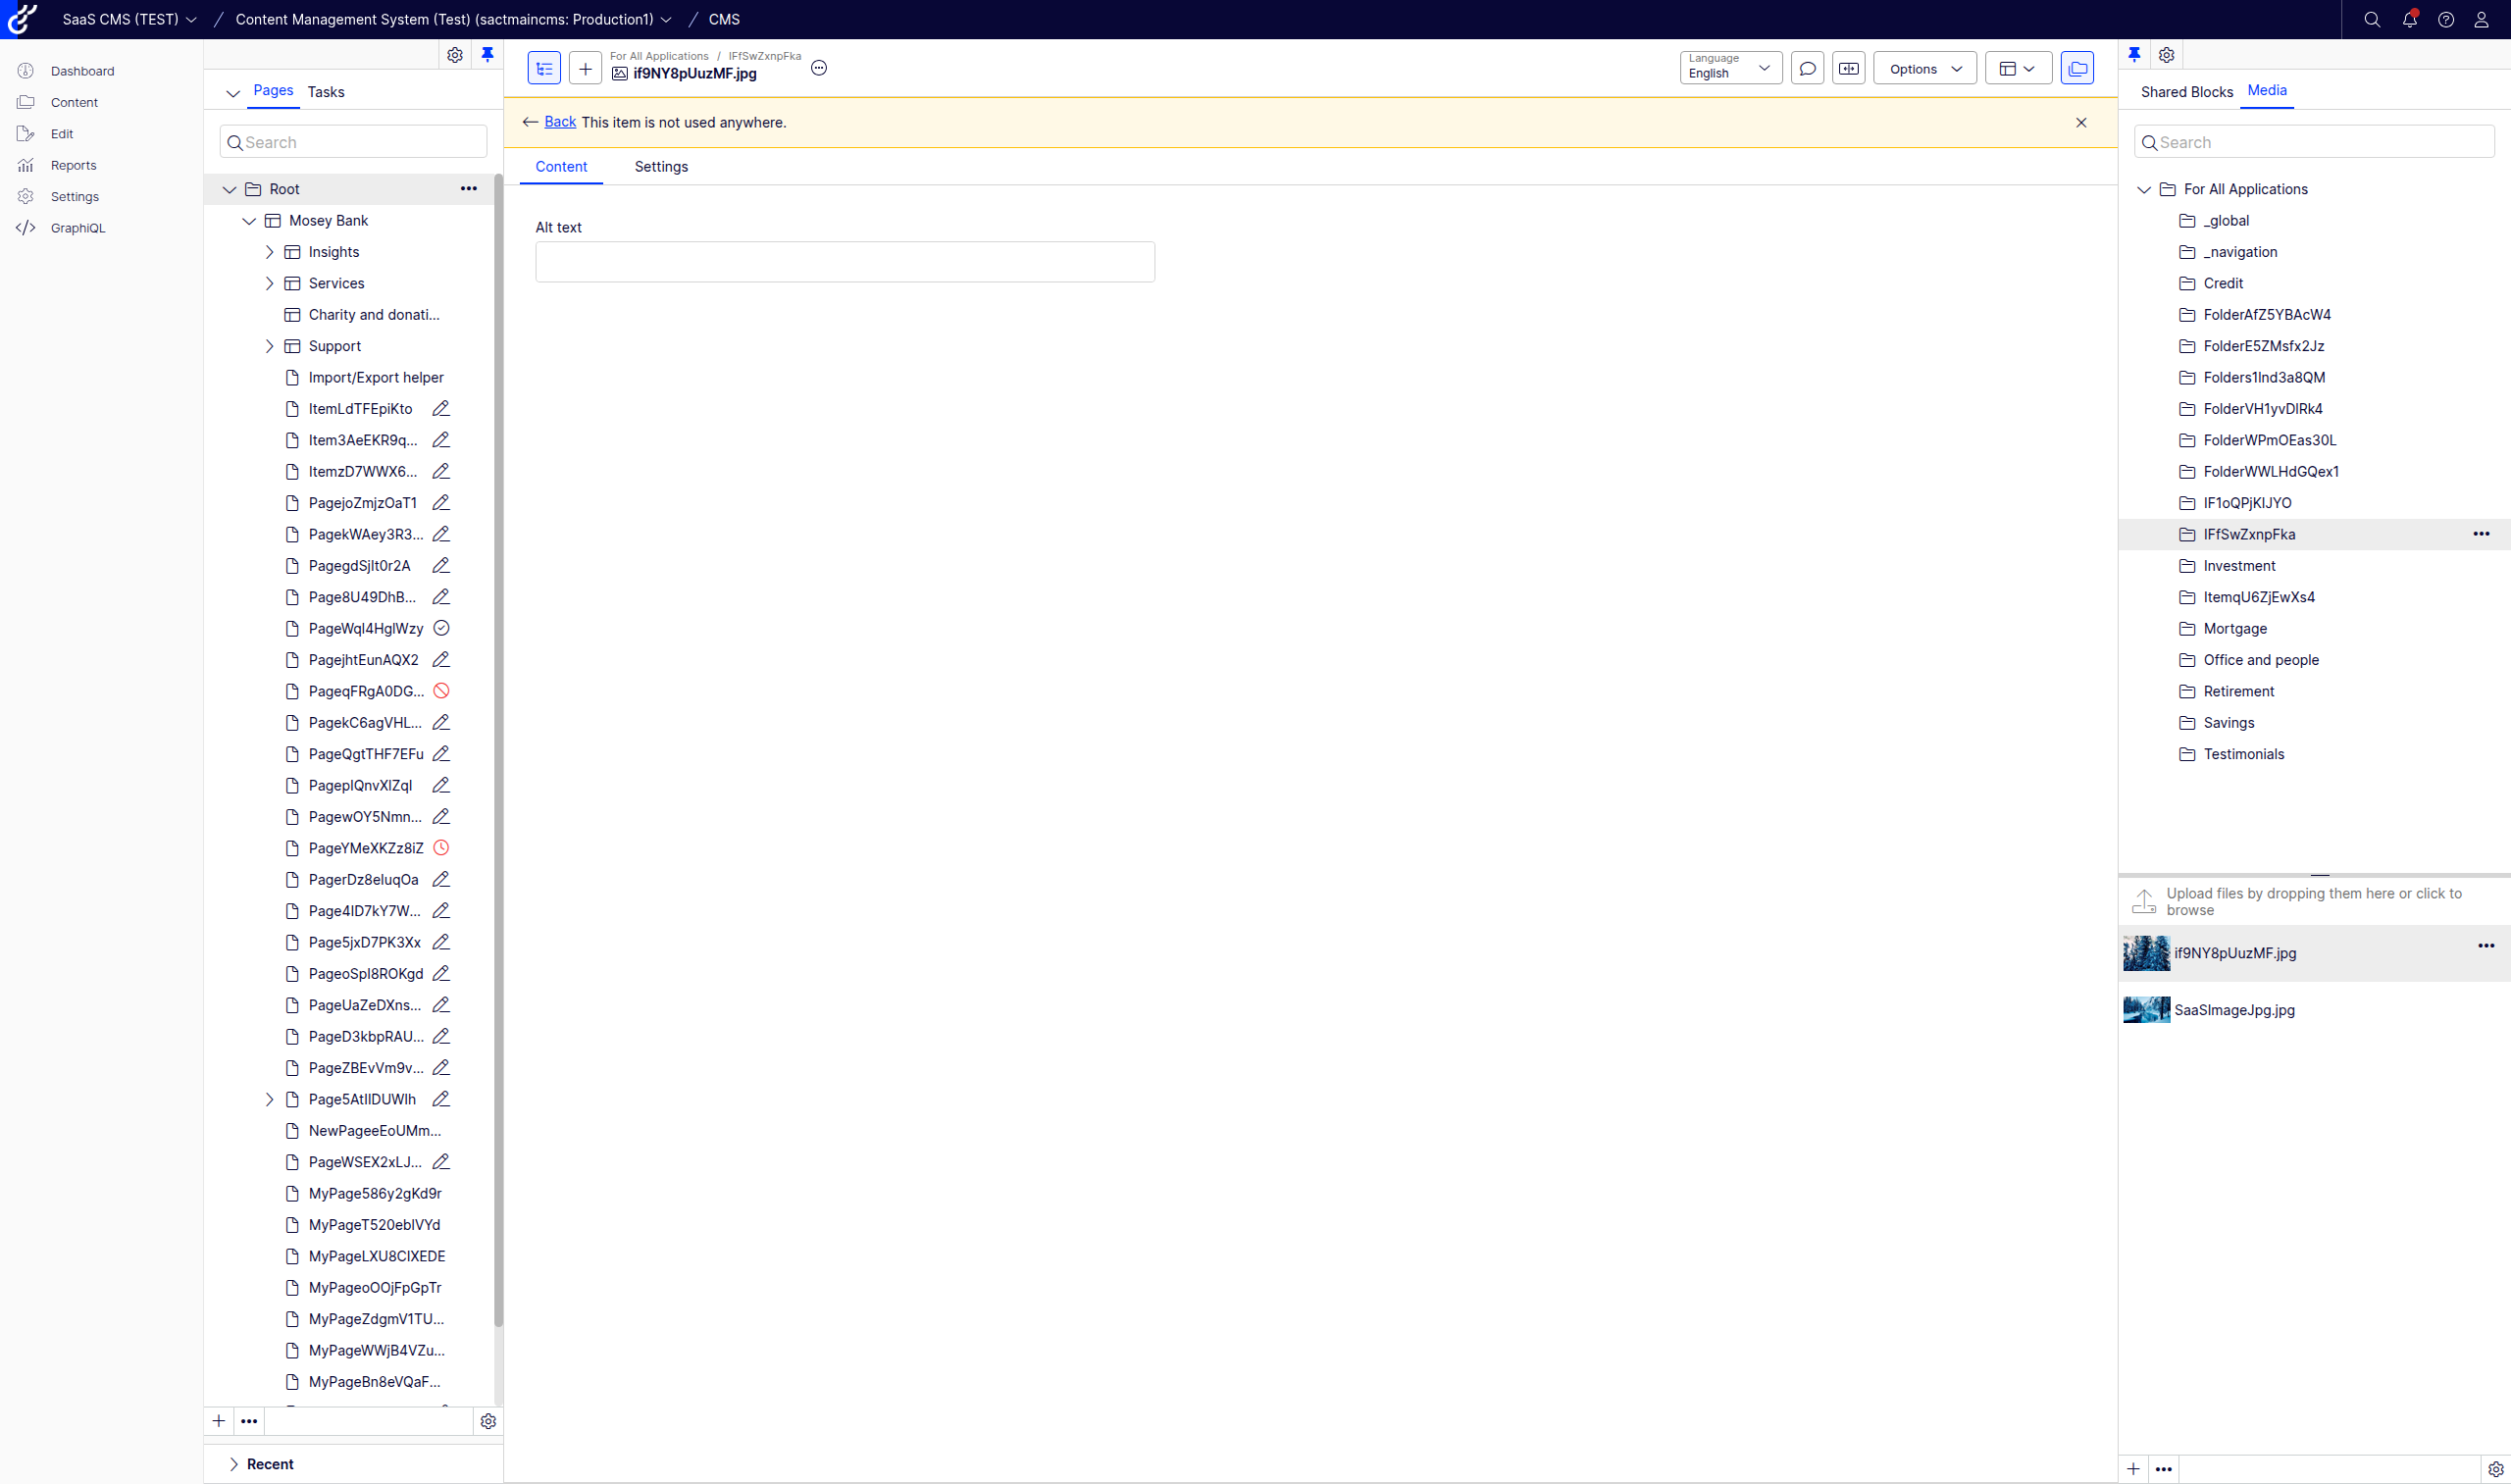 SaaS CMS (TEST) / Content Management System (Test) (sactmaincms: Production1) / CMS
Dashboard
Content
Edit
Reports
Settings
GraphiQL
Pages
Tasks
Search
Root
Mosey Bank
Insights
Services
Charity and donati...
Support
Import/Export helper
ItemLdTFEpiKto
Item3AeEKR9q...
ItemzD7WWX6...
PagejoZmjzOaT1
PagekWAey3R3...
PagegdSjlt0r2A
Page8U49DhB...
PageWql4HglWzy
PagejhtEunAQX2
PageqFRgA0DG...
PagekC6agVHL...
PageQgtTHF7EFu
PageplQnvXlZql
PagewOY5Nmn...
PageYMeXKZz8iZ
PagerDz8eluqOa
Page4ID7kY7W...
Page5jxD7PK3Xx
PageoSpl8ROKgd
PageUaZeDXns...
PageD3kbpRAU...
PageZBEvVm9v...
Page5AtIIDUWlh
NewPageeEoUMm...
PageWSEX2xLJ...
MyPage586y2gKd9r
MyPageT520eblVYd
MyPageLXU8CIXEDE
MyPageoOOjFpGpTr
MyPageZdgmV1TU...
MyPageWWjB4VZu...
MyPageBn8eVQaF...
Recent
For All Applications / IFfSwZxnpFka
if9NY8pUuzMF.jpg
Language
English
Options
Back This item is not used anywhere.
Content
Settings
Alt text
Shared Blocks
Media
Search
For All Applications
_global
_navigation
Credit
FolderAfZ5YBAcW4
FolderE5ZMsfx2Jz
Folders1Ind3a8QM
FolderVH1yvDIRk4
FolderWPmOEas30L
FolderWWLHdGQex1
IF1oQPjKIJYO
IFfSwZxnpFka
Investment
ItemqU6ZjEwXs4
Mortgage
Office and people
Retirement
Savings
Testimonials
Upload files by dropping them here or click to
browse
if9NY8pUuzMF.jpg
SaaSImageJpg.jpg